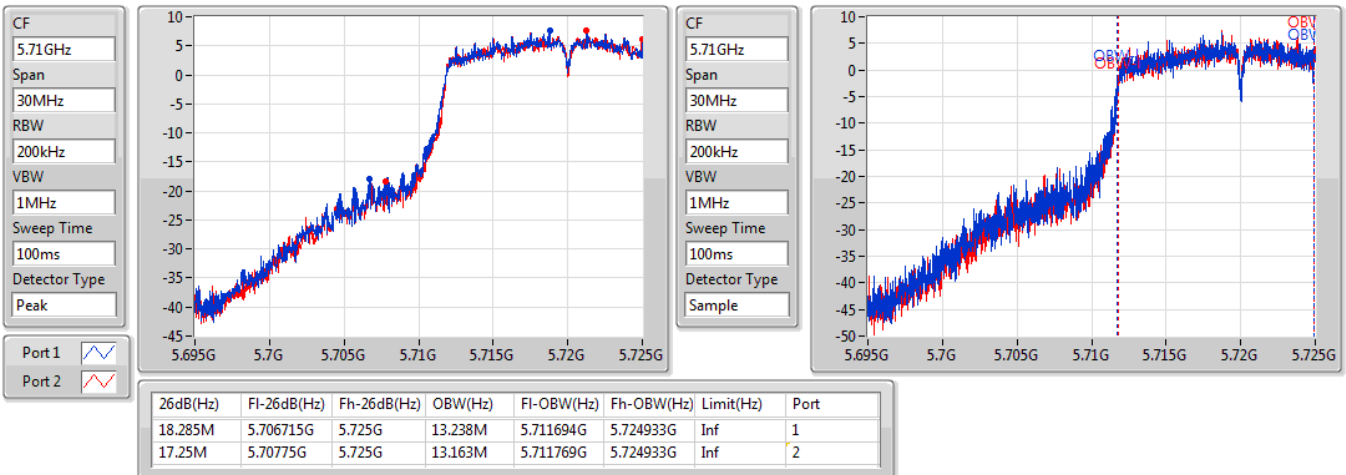 CF
5.71GHz
Span
30MHz
RBW
200kHz
VBW
1MHz
Sweep Time
100ms
Detector Type
Peak
Port 1
Port 2
10
5
0
-5
-10
-15
-20
-25
-30
-35
-40
-45
5.695G 5.7G 5.705G 5.71G 5.715G 5.72G 5.725G
CF
5.71GHz
Span
30MHz
RBW
200kHz
VBW
1MHz
Sweep Time
100ms
Detector Type
Sample
10
5
0
-5
-10
-15
-20
-25
-30
-35
-40
-45
-50
5.695G 5.7G 5.705G 5.71G 5.715G 5.72G 5.725G
OBW
OBW
OBW
OBW
26dB(Hz) Fl-26dB(Hz) Fh-26dB(Hz) OBW(Hz) Fl-OBW(Hz) Fh-OBW(Hz) Limit(Hz) Port
18.285M 5.706715G 5.725G 13.238M 5.711694G 5.724933G Inf 1
17.25M 5.70775G 5.725G 13.163M 5.711769G 5.724933G Inf 2